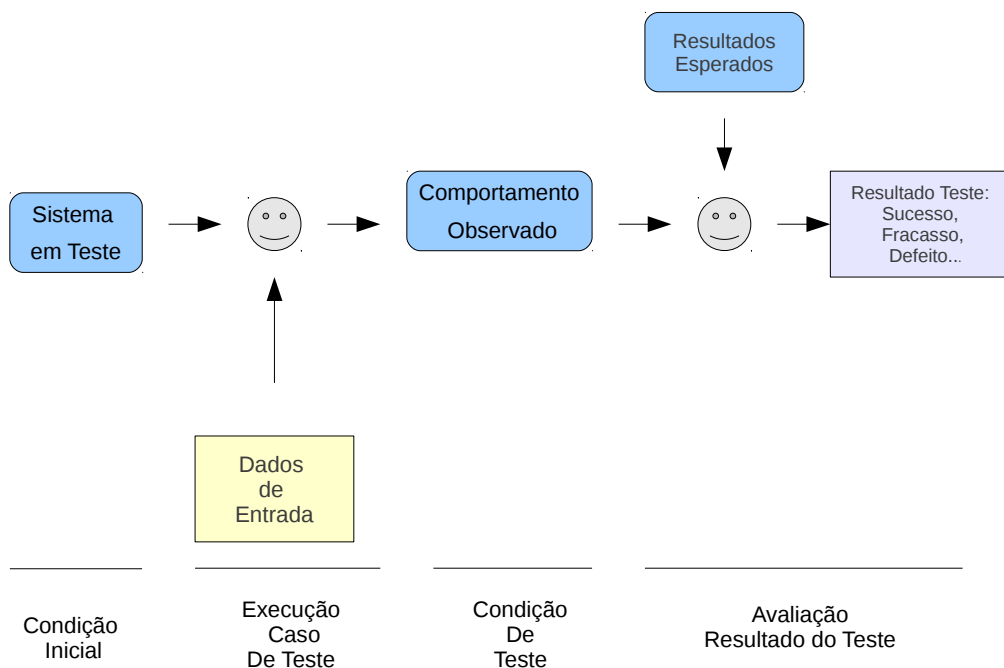 Resultados
Esperados
Sistema
em Teste
Comportamento
Observado
Resultado Teste:
Sucesso,
Fracasso,
Defeito...
Dados
de
Entrada
Condição
Inicial
Execução
Caso
De Teste
Condição
De
Teste
Avaliação
Resultado do Teste